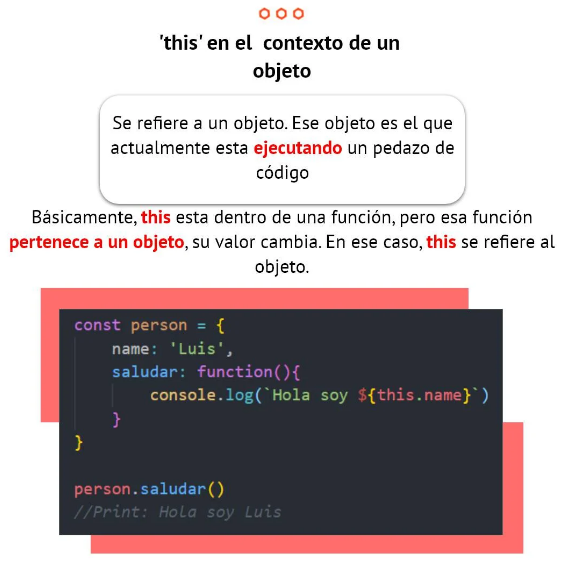 'this' en el  contexto de un
objeto
Se refiere a un objeto. Ese objeto es el que
actualmente esta ejecutando un pedazo de
código
Básicamente, this esta dentro de una función, pero esa función
pertenece a un objeto, su valor cambia. En ese caso, this se refiere al
objeto.
const person = {
    name: 'Luis',
    saludar: function(){
        console.log(`Hola soy ${this.name}`)
    }
}
person.saludar()
//Print: Hola soy Luis